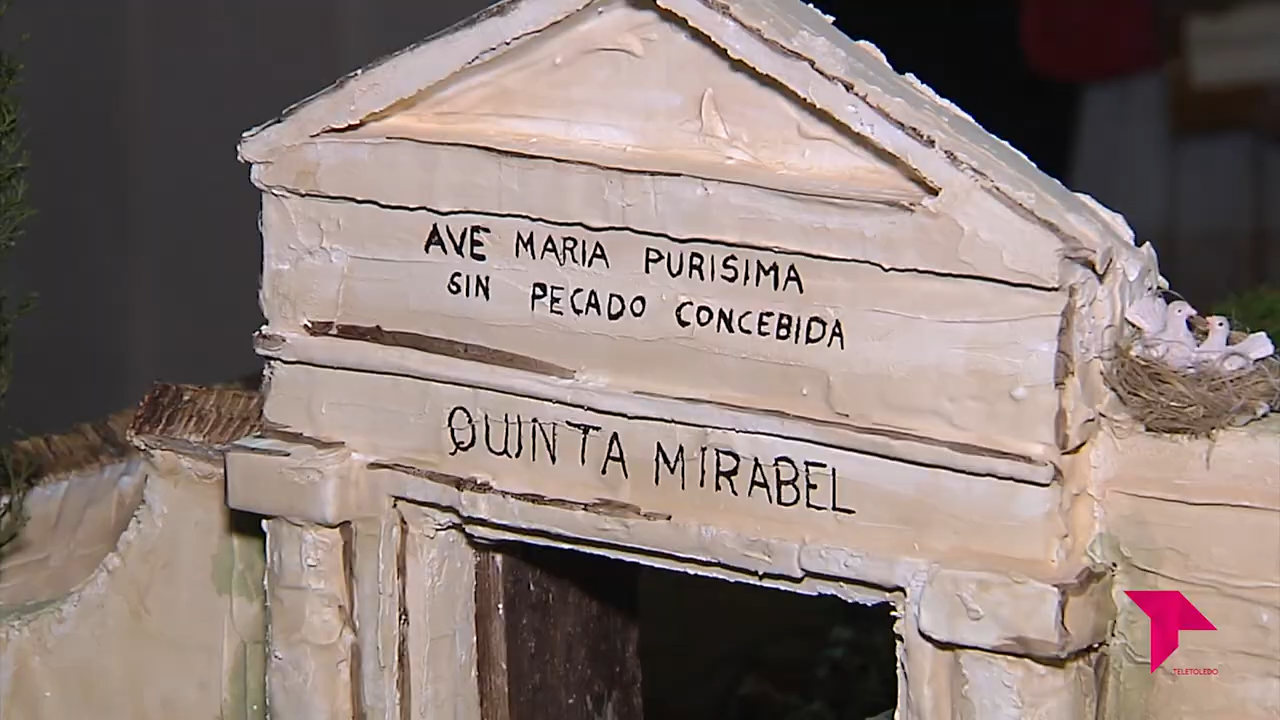 AVE MARIA PURISIMA
SIN PECADO CONCEBIDA
QUINTA MIRABEL
TELETOLEDO